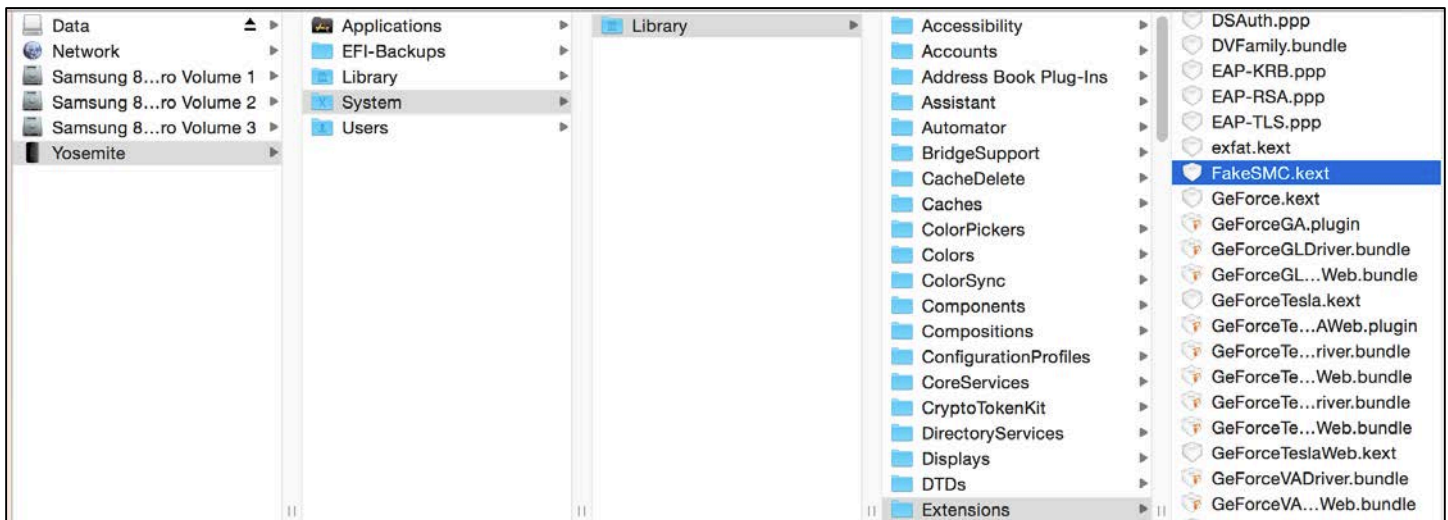 Data
Network
Samsung 8...ro Volume 1
Samsung 8...ro Volume 2
Samsung 8...ro Volume 3
Yosemite
Applications
EFI-Backups
Library
System
Users
Library
Accessibility
Accounts
Address Book Plug-Ins
Assistant
Automator
BridgeSupport
CacheDelete
Caches
ColorPickers
Colors
ColorSync
Components
Compositions
ConfigurationProfiles
CoreServices
CryptoTokenKit
DirectoryServices
Displays
DTDs
Extensions
DSAuth.ppp
DVFamily.bundle
EAP-KRB.ppp
EAP-RSA.ppp
EAP-TLS.ppp
exfat.kext
FakeSMC.kext
GeForce.kext
GeForceGA.plugin
GeForceGLDriver.bundle
GeForceGL...Web.bundle
GeForceTesla.kext
GeForceTe...AWeb.plugin
GeForceTe...river.bundle
GeForceTe...Web.bundle
GeForceTe...river.bundle
GeForceTe...Web.bundle
GeForceTeslaWeb.kext
GeForceVADriver.bundle
GeForceVA...Web.bundle